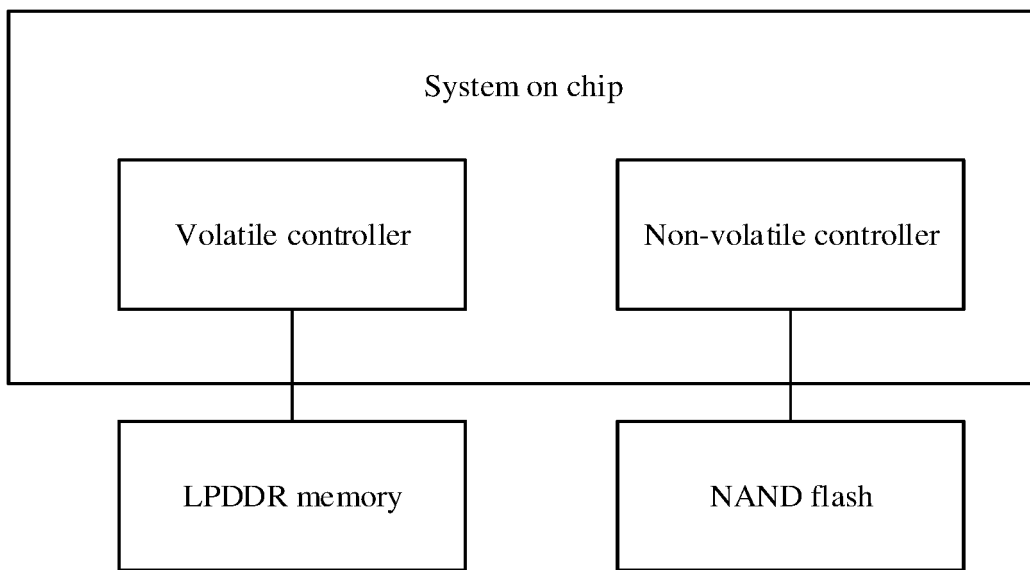 System on chip
Volatile controller
Non-volatile controller
LPDDR memory
NAND flash